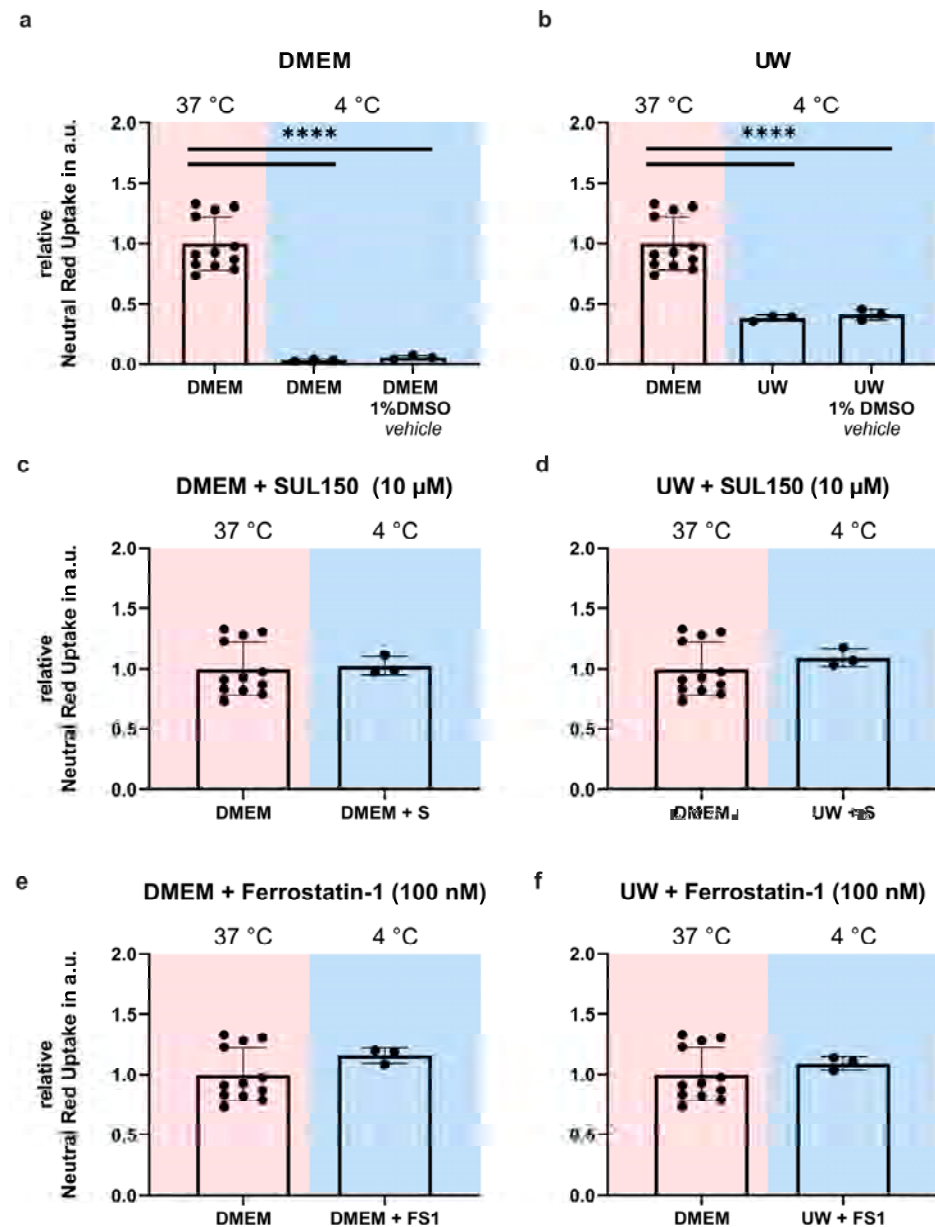 a
b
DMEM
UW
37 °C
4 °C
37 °C
4 °C
relative
Neutral Red Uptake in a.u.
2.0
1.5
1.0
0.5
0.0
****
2.0
1.5
1.0
0.5
0.0
****
DMEM
DMEM
DMEM
1%DMSO
vehicle
DMEM
UW
UW
1% DMSO
vehicle
c
d
DMEM + SUL150 (10 µM)
UW + SUL150 (10 µM)
37 °C
4 °C
37 °C
4 °C
relative
Neutral Red Uptake in a.u.
2.0
1.5
1.0
0.5
0.0
2.0
1.5
1.0
0.5
0.0
DMEM
DMEM + S
DMEM
UW + S
e
f
DMEM + Ferrostatin-1 (100 nM)
UW + Ferrostatin-1 (100 nM)
37 °C
4 °C
37 °C
4 °C
relative
Neutral Red Uptake in a.u.
2.0
1.5
1.0
0.5
0.0
2.0
1.5
1.0
0.5
0.0
DMEM
DMEM + FS1
DMEM
UW + FS1